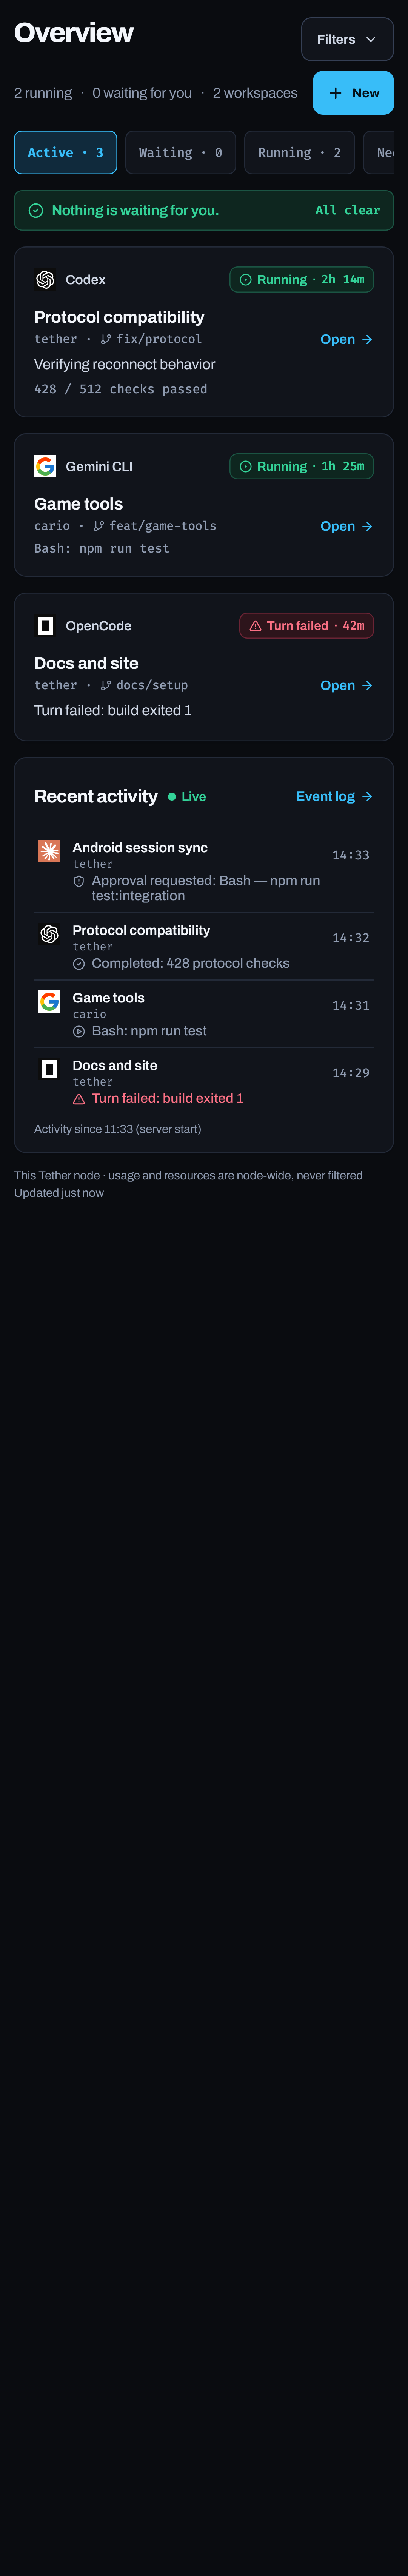 Overview
Filters
2 running · 0 waiting for you · 2 workspaces
New
Active · 3
Waiting · 0
Running · 2
Nothing is waiting for you.
All clear
Codex
Running · 2h 14m
Protocol compatibility
tether · fix/protocol
Open →
Verifying reconnect behavior
428 / 512 checks passed
Gemini CLI
Running · 1h 25m
Game tools
cario · feat/game-tools
Open →
Bash: npm run test
OpenCode
Turn failed · 42m
Docs and site
tether · docs/setup
Open →
Turn failed: build exited 1
Recent activity
Live
Event log →
Android session sync
14:33
tether
Approval requested: Bash — npm run
test:integration
Protocol compatibility
14:32
tether
Completed: 428 protocol checks
Game tools
14:31
cario
Bash: npm run test
Docs and site
14:29
tether
Turn failed: build exited 1
Activity since 11:33 (server start)
This Tether node · usage and resources are node-wide, never filtered
Updated just now